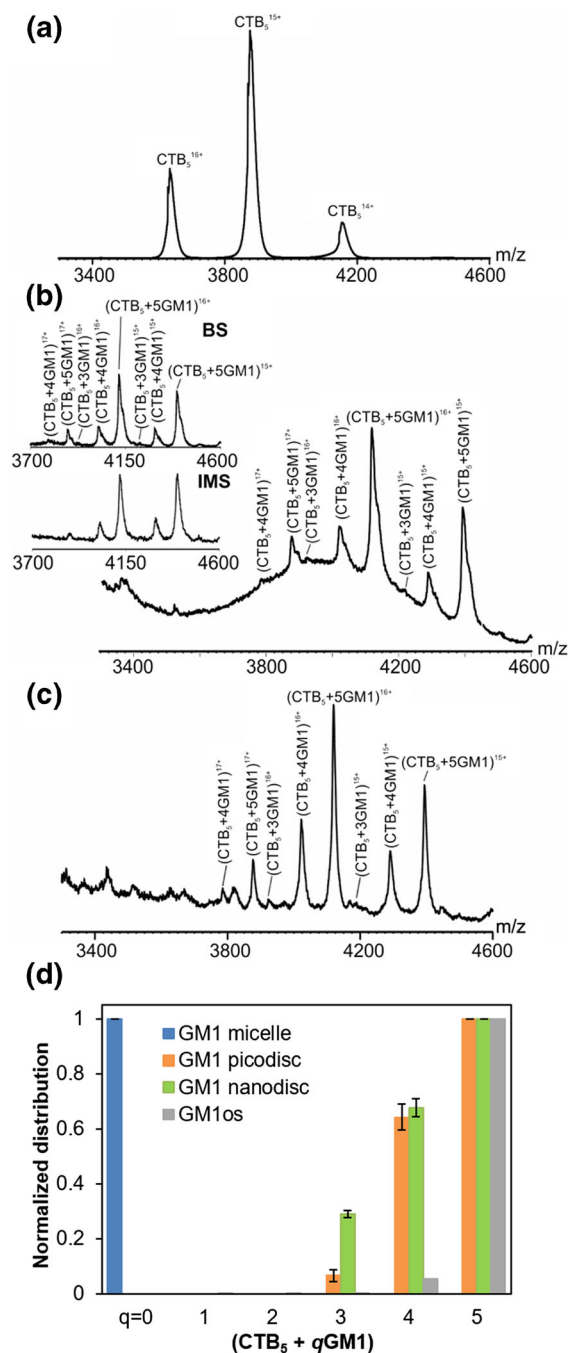 (a)
CTB₅¹⁵⁺
CTB₅¹⁶⁺
CTB₅¹⁴⁺
m/z
3400 3800 4200 4600
(b)
BS
(CTB₅+4GM1)¹⁷⁺
(CTB₅+5GM1)¹⁷⁺
(CTB₅+3GM1)¹⁶⁺
(CTB₅+4GM1)¹⁶⁺
(CTB₅+5GM1)¹⁶⁺
(CTB₅+3GM1)¹⁵⁺
(CTB₅+4GM1)¹⁵⁺
(CTB₅+5GM1)¹⁵⁺
3700 4150 4600
IMS
3700 4150 4600
(CTB₅+4GM1)¹⁷⁺
(CTB₅+5GM1)¹⁷⁺
(CTB₅+3GM1)¹⁶⁺
(CTB₅+4GM1)¹⁶⁺
(CTB₅+5GM1)¹⁶⁺
(CTB₅+3GM1)¹⁵⁺
(CTB₅+4GM1)¹⁵⁺
(CTB₅+5GM1)¹⁵⁺
m/z
3400 3800 4200 4600
(c)
(CTB₅+4GM1)¹⁷⁺
(CTB₅+5GM1)¹⁷⁺
(CTB₅+3GM1)¹⁶⁺
(CTB₅+4GM1)¹⁶⁺
(CTB₅+5GM1)¹⁶⁺
(CTB₅+3GM1)¹⁵⁺
(CTB₅+4GM1)¹⁵⁺
(CTB₅+5GM1)¹⁵⁺
m/z
3400 3800 4200 4600
(d)
Normalized distribution
1
0.8
0.6
0.4
0.2
0
GM1 micelle
GM1 picodisc
GM1 nanodisc
GM1os
q=0 1 2 3 4 5
(CTB₅ + qGM1)